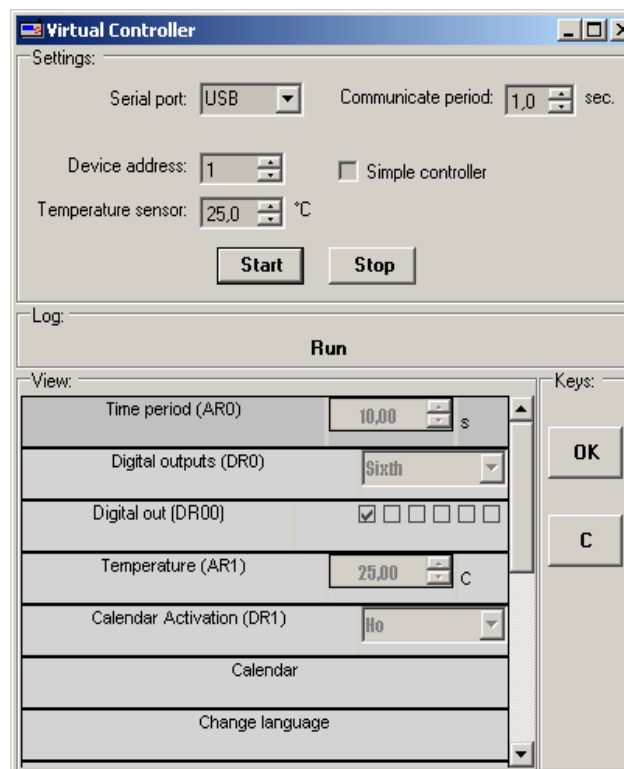 Virtual Controller
Settings:
Serial port: USB Communicate period: 1,0 sec.
Device address: 1 Simple controller
Temperature sensor: 25,0 °C
Start Stop
Log:
Run
View: Keys:
Time period (AR0) 10,00 s
Digital outputs (DR0) Sixth
OK
Digital out (DR00)
C
Temperature (AR1) 25,00 C
Calendar Activation (DR1) Ho
Calendar
Change language